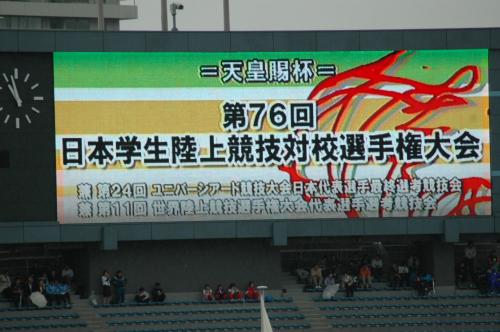 =天皇賜杯=
第76回
日本学生陸上競技対校選手権大会
兼 第24回 ユニバーシアード競技大会日本代表選手最終選考競技会
兼 第11回 世界陸上競技選手権大会代表選手選考競技会